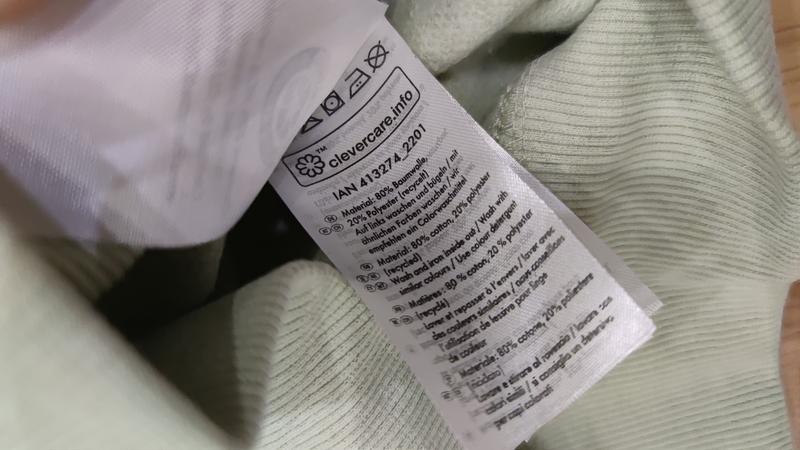 clevercare.info
TM
IAN 413274_2201
Material: 80% Baumwolle,
20% Polyester (recycelt)
Auf links waschen und bügeln / mit
ähnlichen Farben waschen / wir
empfehlen ein Colorwaschmittel
Material: 80% cotton, 20% polyester
(recycled)
Wash and iron inside out / Wash with
similar colours / Use colour detergent
Matières: 80 % cotton, 20 % polyester
(recyclé)
Laver et repasser à l'envers / laver avec
des couleurs similaires / nous conseillons
l'utilisation de lessive pour linge
de couleur
Materiale: 80% cotone, 20% poliestere
(riciclato)
Lavare e stirare al rovescio / lavare con
colori simili / si consiglia un detersivo
per capi colorati